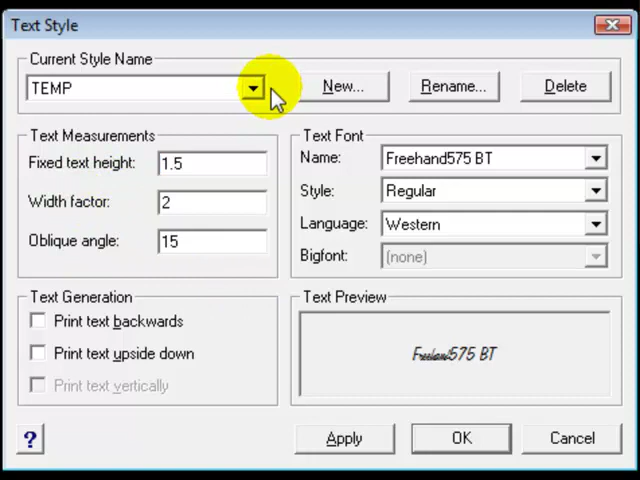 Text Style
Current Style Name
TEMP
New...
Rename...
Delete
Text Measurements
Fixed text height:
1.5
Width factor:
2
Oblique angle:
15
Text Font
Name:
Freehand575 BT
Style:
Regular
Language:
Western
Bigfont:
(none)
Text Generation
Print text backwards
Print text upside down
Print text vertically
Text Preview
Freehand575 BT
?
Apply
OK
Cancel